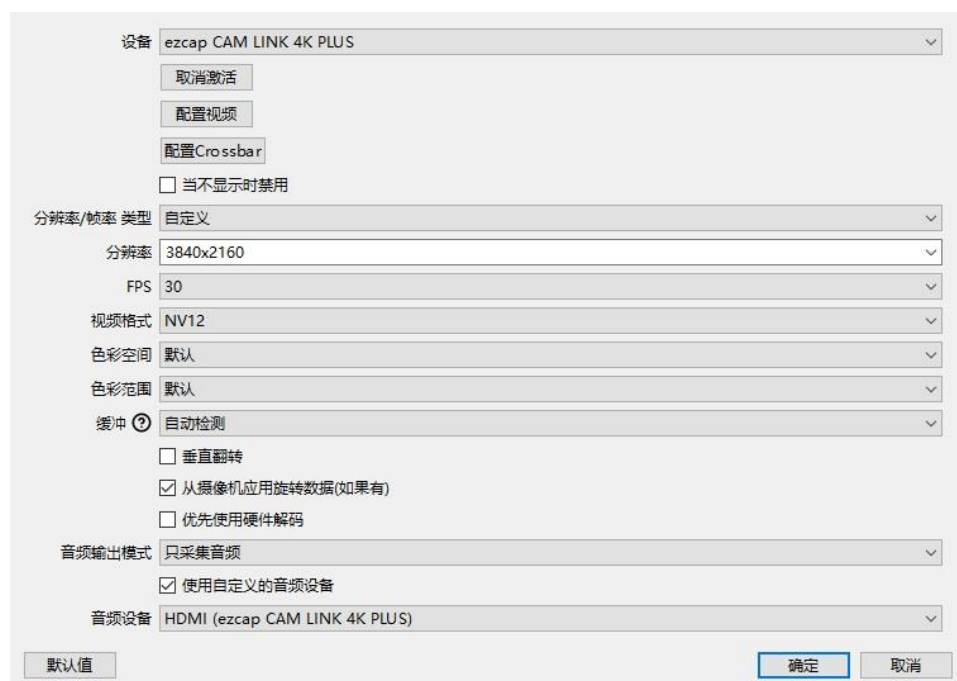 设备 ezcap CAM LINK 4K PLUS
取消激活
配置视频
配置Crossbar
当不显示时禁用
分辨率/帧率 类型 自定义
分辨率 3840x2160
FPS 30
视频格式 NV12
色彩空间 默认
色彩范围 默认
缓冲 ? 自动检测
垂直翻转
从摄像机应用旋转数据(如果有)
优先使用硬件解码
音频输出模式 只采集音频
使用自定义的音频设备
音频设备 HDMI (ezcap CAM LINK 4K PLUS)
默认值 确定 取消